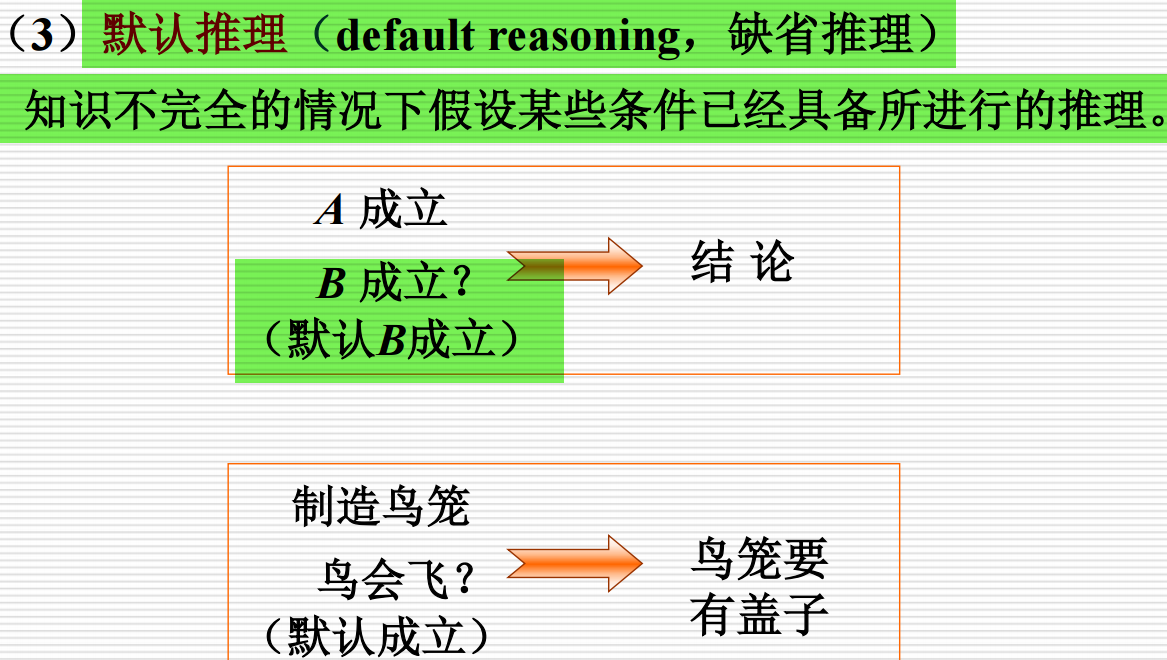 （3）默认推理（default reasoning，缺省推理）
知识不完全的情况下假设某些条件已经具备所进行的推理。
A 成立
B 成立？
（默认B成立）
结 论
制造鸟笼
鸟会飞？
（默认成立）
鸟笼要
有盖子